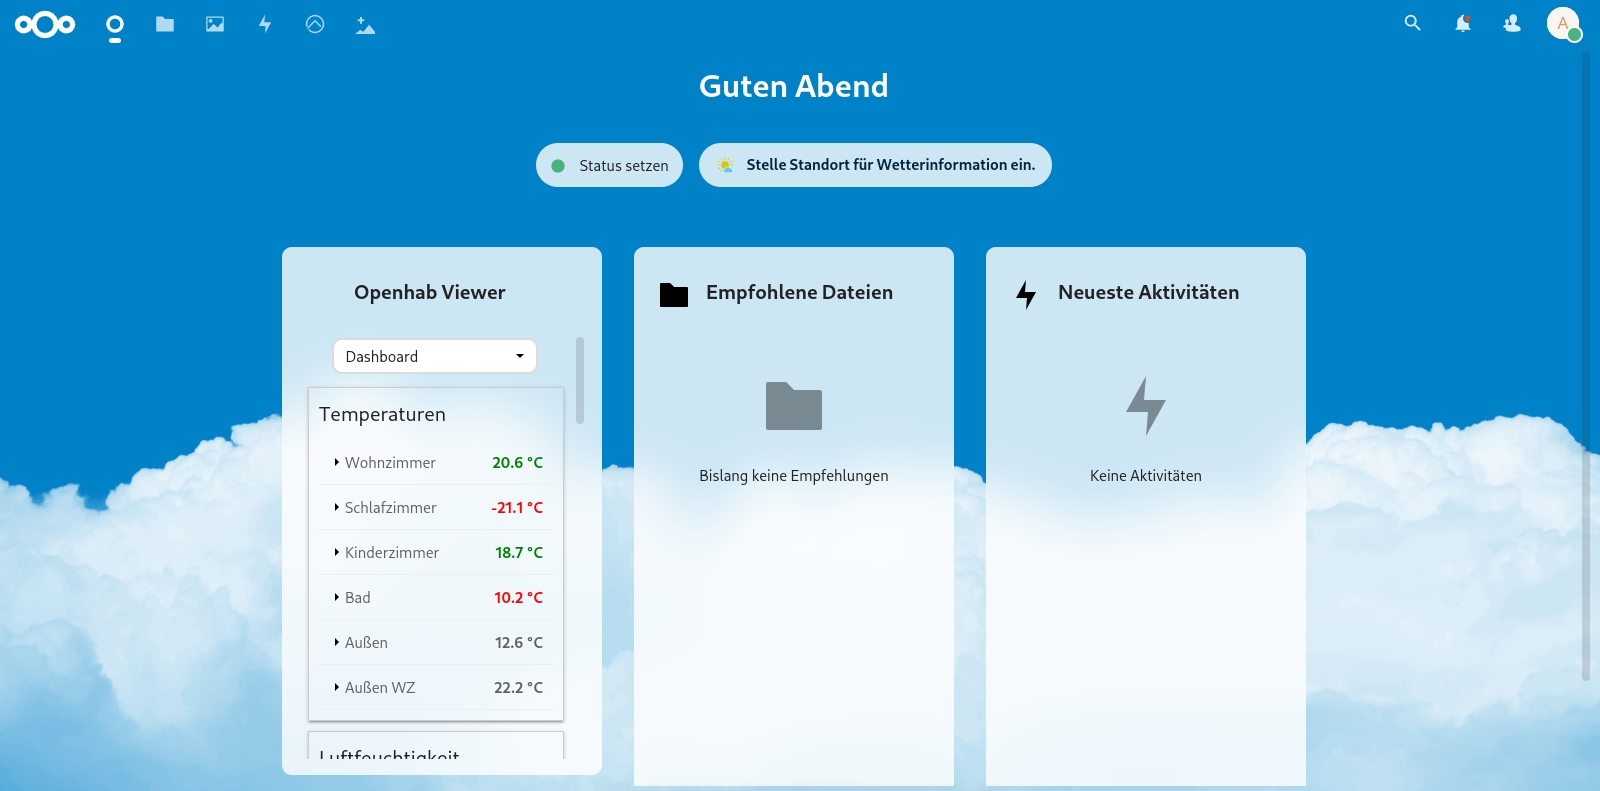 A
Guten Abend
Status setzen
Stelle Standort für Wetterinformation ein.
Openhab Viewer
Dashboard
Temperaturen
Wohnzimmer 20.6 °C
Schlafzimmer -21.1 °C
Kinderzimmer 18.7 °C
Bad 10.2 °C
Außen 12.6 °C
Außen WZ 22.2 °C
Luftfeuchtigkeit
Empfohlene Dateien
Bislang keine Empfehlungen
Neueste Aktivitäten
Keine Aktivitäten